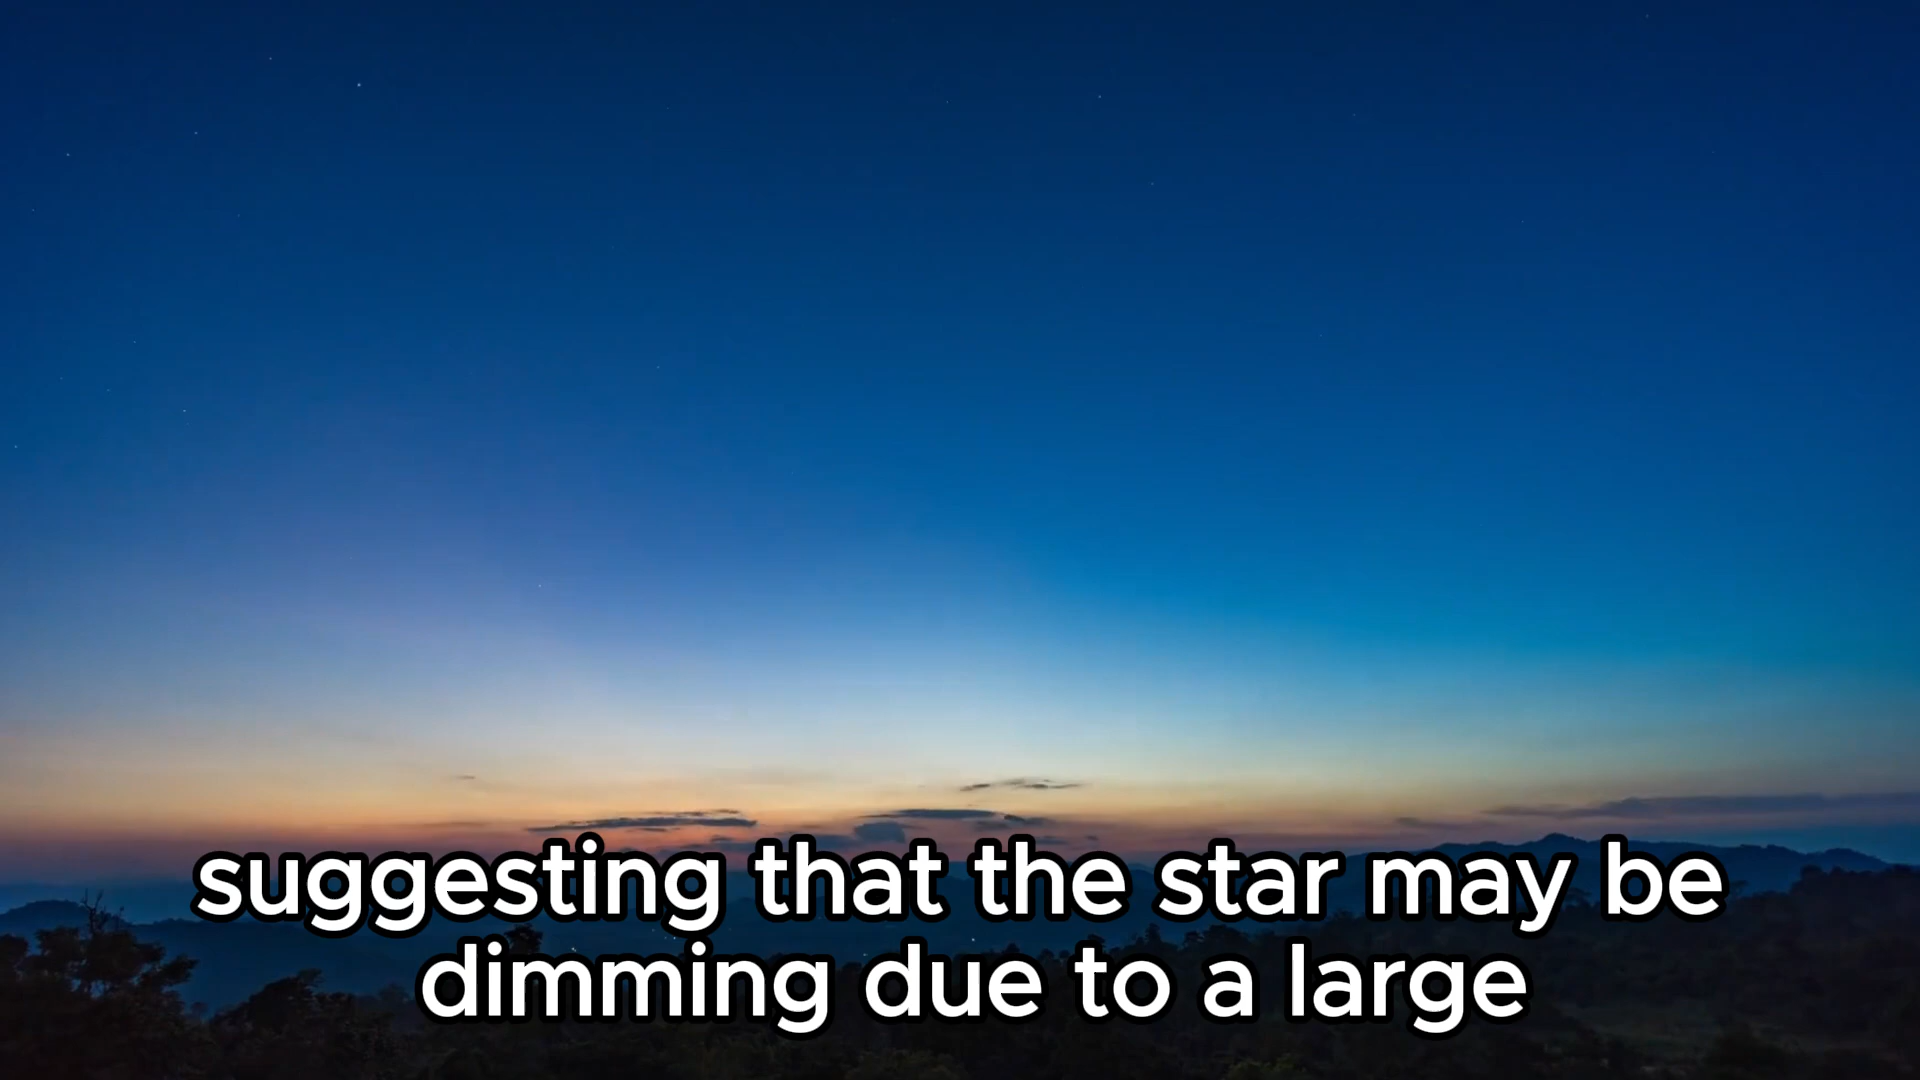 suggesting that the star may be
dimming due to a large